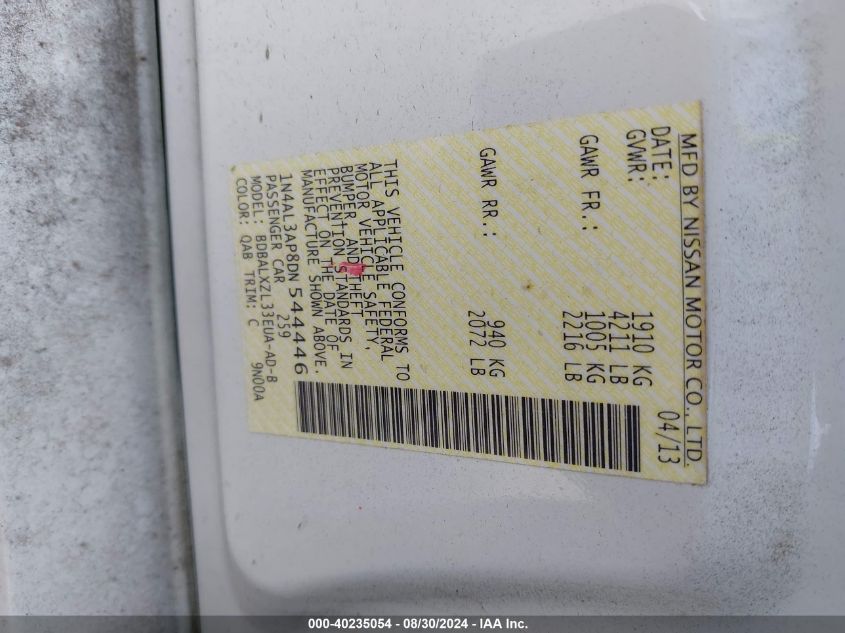 MFD BY NISSAN MOTOR CO., LTD.
DATE: 04/13
GVWR: 1910 KG
4211 LB
GAWR FR.: 1005 KG
2216 LB
GAWR RR.: 940 KG
2072 LB
THIS VEHICLE CONFORMS TO
ALL APPLICABLE FEDERAL
MOTOR VEHICLE SAFETY,
BUMPER, AND THEFT
PREVENTION STANDARDS IN
EFFECT ON THE DATE OF
MANUFACTURE SHOWN ABOVE.
1N4AL3AP8DN544446
PASSENGER CAR 259
MODEL: BDBALXZL33EUA-AD-B
COLOR: QAB TRIM: C 9N00A
000-40235054 - 08/30/2024 - IAA Inc.